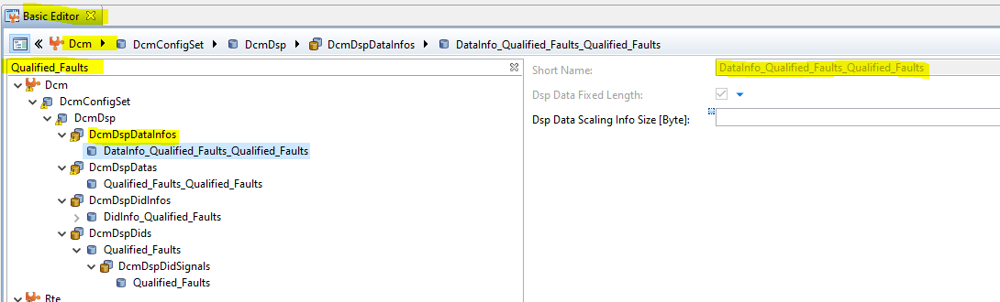 Basic Editor
Dcm DcmConfigSet DcmDsp DcmDspDataInfos DataInfo_Qualified_Faults_Qualified_Faults
Qualified_Faults
Dcm
DcmConfigSet
DcmDsp
DcmDspDataInfos
DataInfo_Qualified_Faults_Qualified_Faults
DcmDspDatas
Qualified_Faults_Qualified_Faults
DcmDspDidInfos
DidInfo_Qualified_Faults
DcmDspDids
Qualified_Faults
DcmDspDidSignals
Qualified_Faults
Rte
Short Name: DataInfo_Qualified_Faults_Qualified_Faults
Dsp Data Fixed Length:
Dsp Data Scaling Info Size [Byte]: